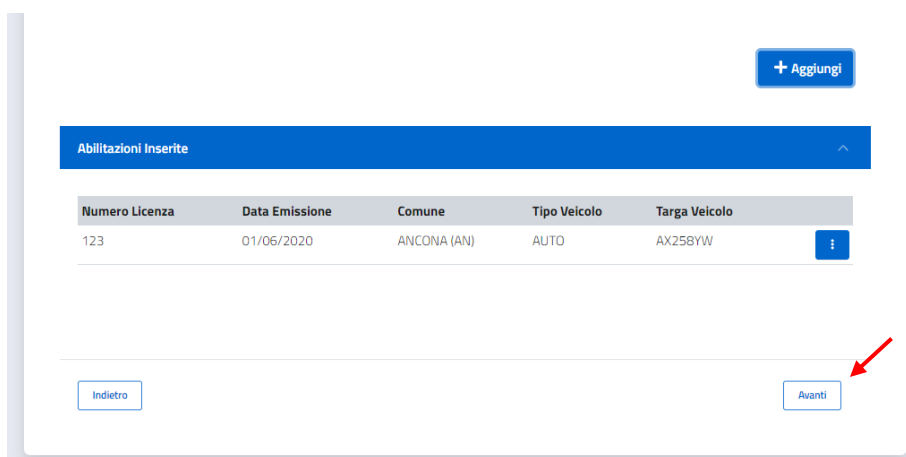 + Aggiungi
Abilitazioni Inserite
Numero Licenza Data Emissione Comune Tipo Veicolo Targa Veicolo
123 01/06/2020 ANCONA (AN) AUTO AX258YW
Indietro Avanti